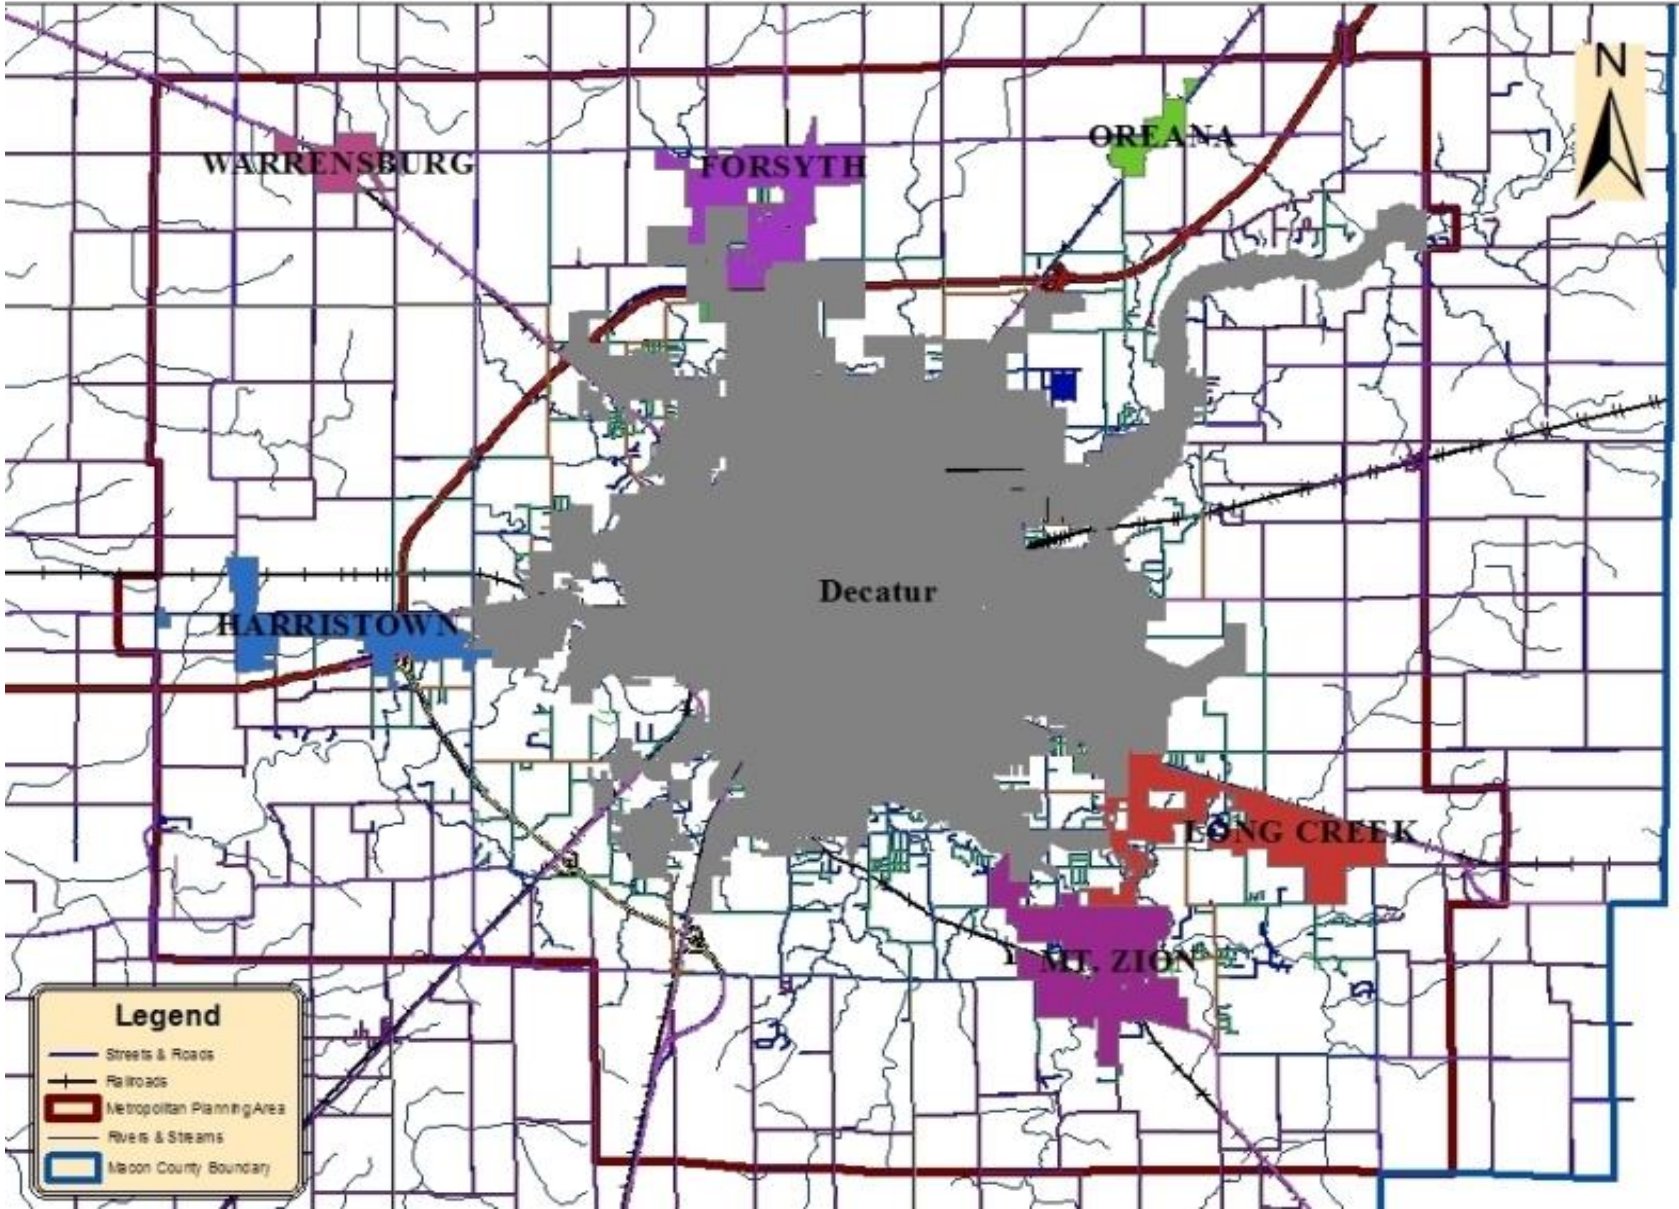 N
OREANA
WARRENSBURG
FORSYTH
Decatur
HARRISTOWN
LONG CREEK
MT. ZION
Legend
Streets & Roads
Railroads
Metropolitan Planning Area
Rivers & Streams
Macon County Boundary